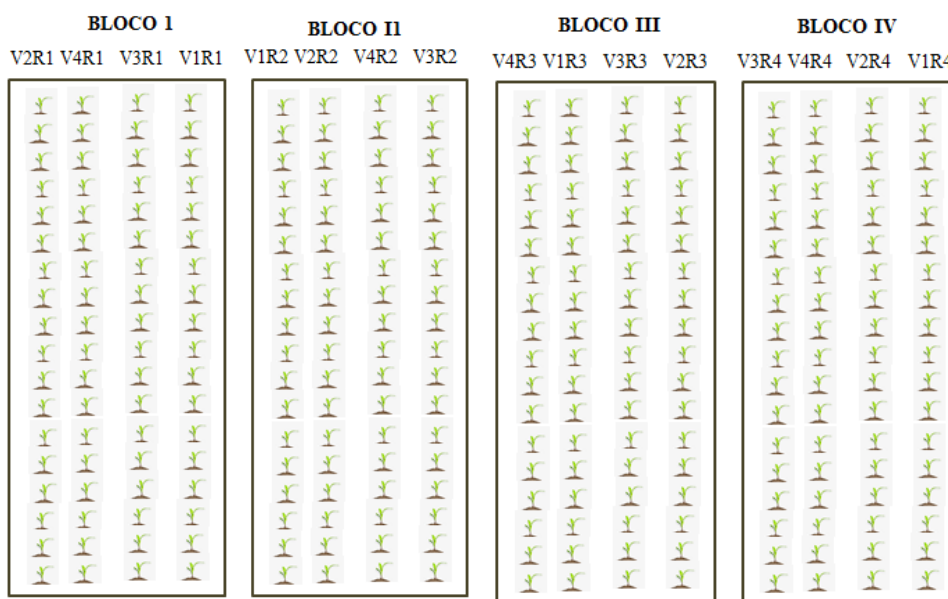 BLOCO 1
V2R1 V4R1 V3R1 V1R1
BLOCO I1
V1R2 V2R2 V4R2 V3R2
BLOCO III
V4R3 V1R3 V3R3 V2R3
BLOCO IV
V3R4 V4R4 V2R4 V1R4